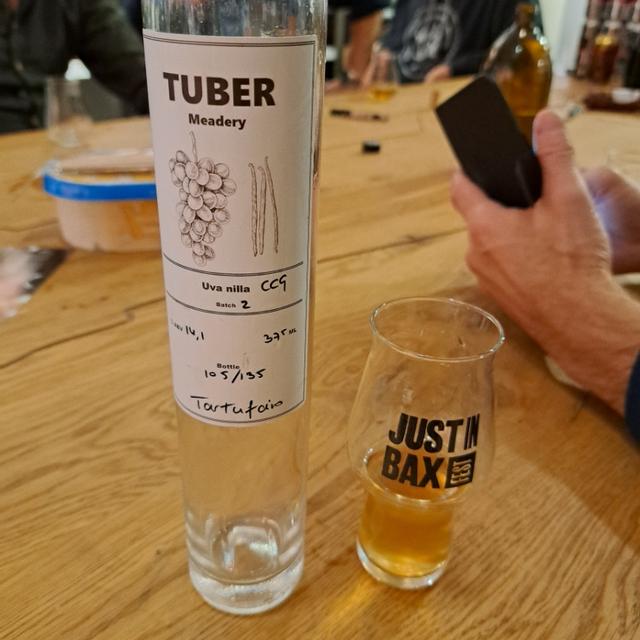 TUBER
Meadery
Uva nilla CCG
Batch 2
14,1
375 ML
Bottle
105/135
Tartufaio
JUST IN
BAX